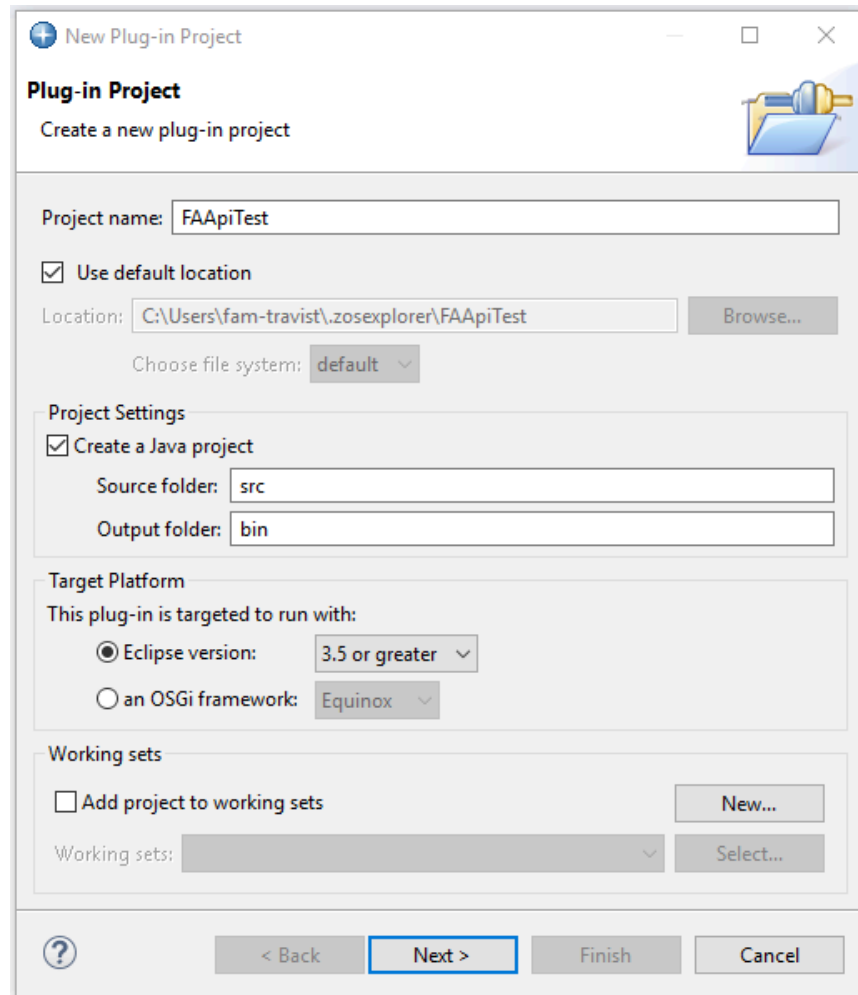 New Plug-in Project
Plug-in Project
Create a new plug-in project
Project name: FAApiTest
Use default location
Location: C:\Users\fam-travist\.zosexplorer\FAApiTest Browse...
Choose file system: default
Project Settings
Create a Java project
Source folder: src
Output folder: bin
Target Platform
This plug-in is targeted to run with:
Eclipse version: 3.5 or greater
an OSGi framework: Equinox
Working sets
Add project to working sets New...
Working sets: Select...
? < Back Next > Finish Cancel